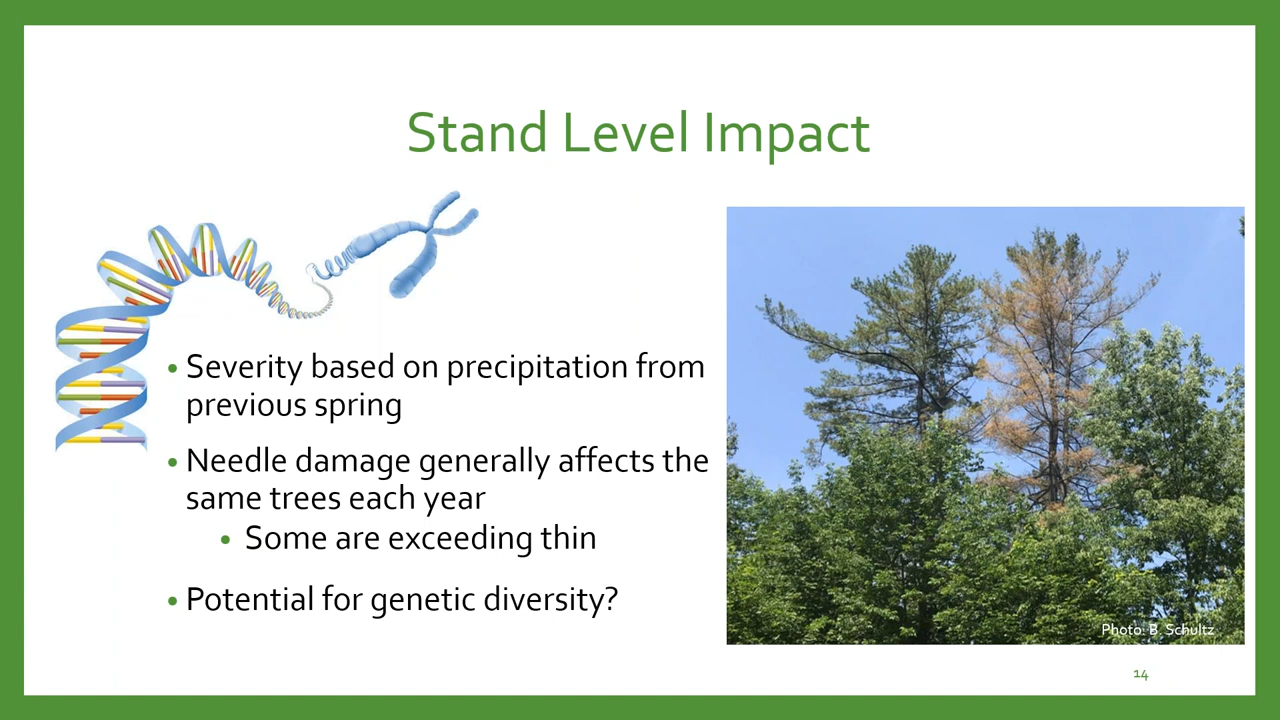 Stand Level Impact
• Severity based on precipitation from
previous spring
• Needle damage generally affects the
same trees each year
• Some are exceeding thin
• Potential for genetic diversity?
Photo: B. Schultz
14